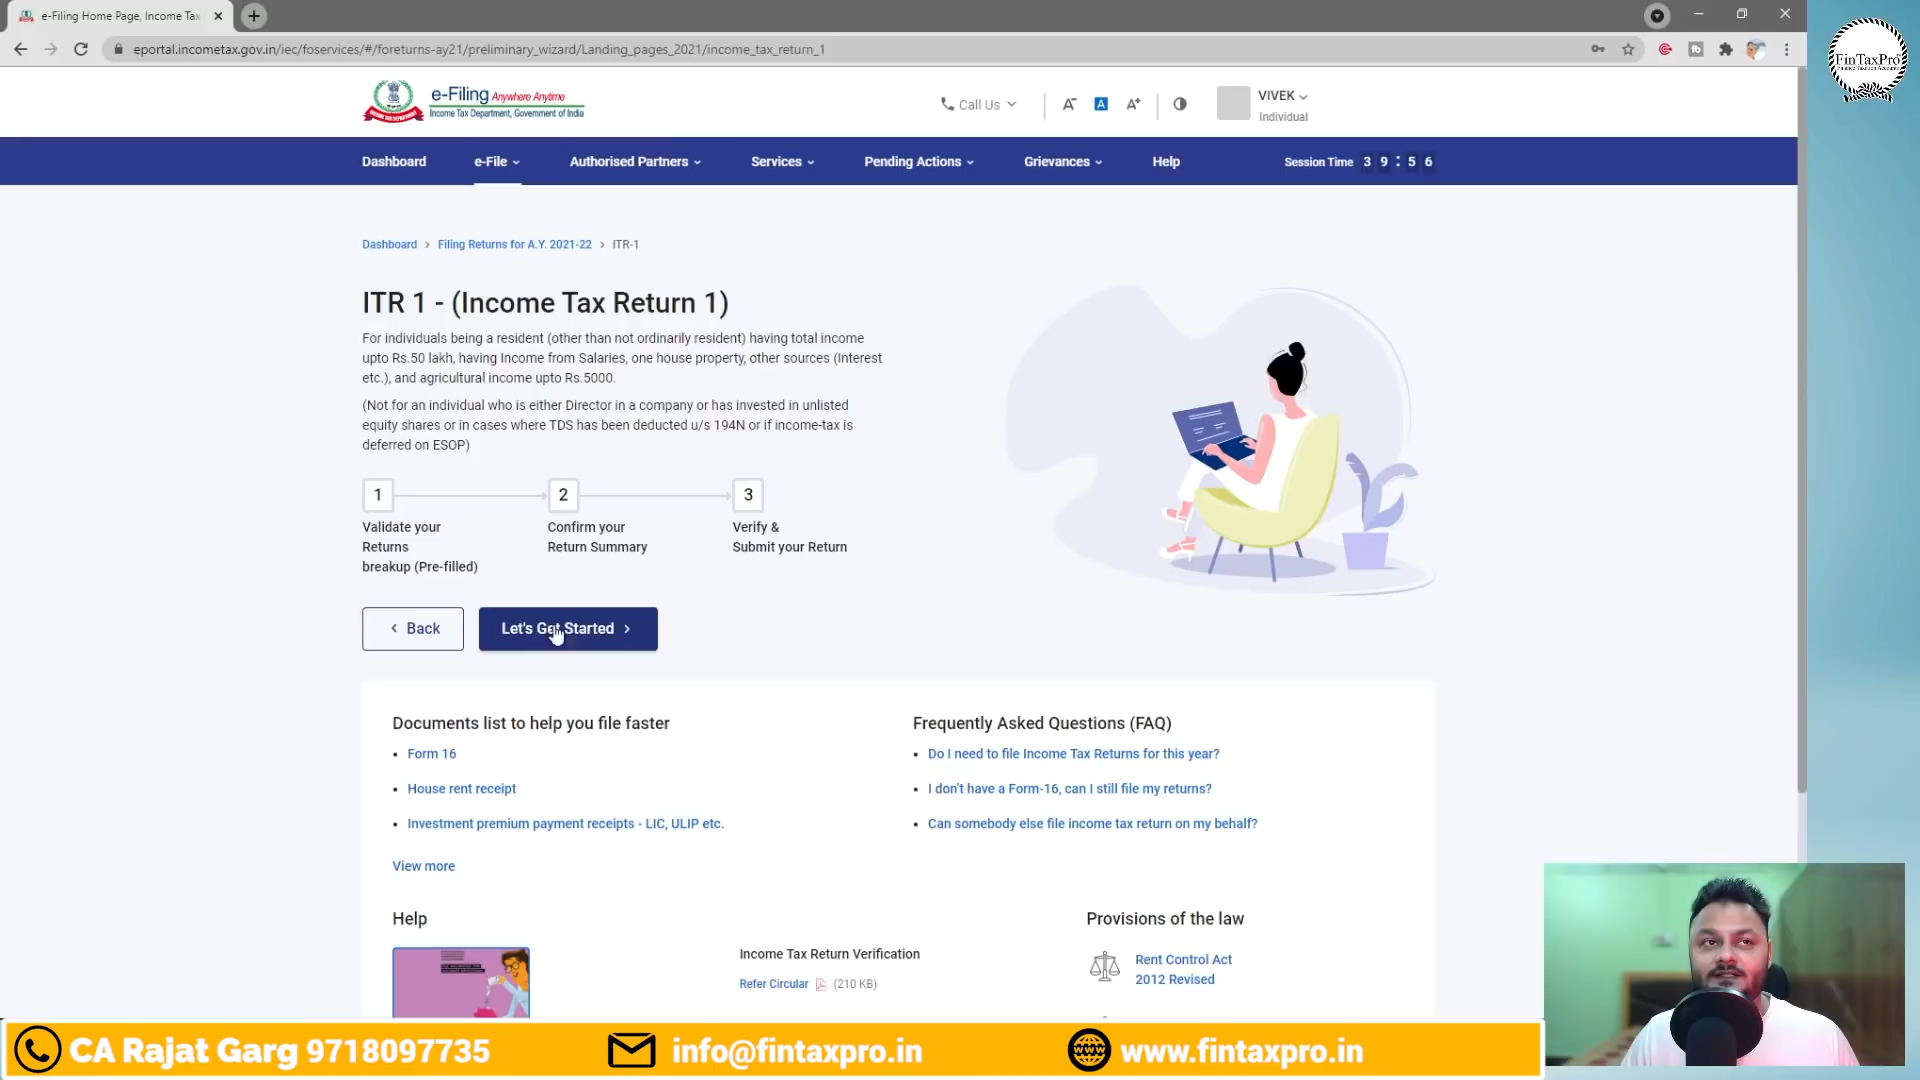 e-Filing Home Page, Income Tax
eportal.incometax.gov.in/iec/foservices/#/foreturns-ay21/preliminary_wizard/Landing_pages_2021/income_tax_return_1
FinTaxPro
e-Filing Anywhere Anytime
Income Tax Department, Government of India
Call Us
A- A A+
VIVEK
Individual
Dashboard e-File Authorised Partners Services Pending Actions Grievances Help Session Time 3 9 : 5 6
Dashboard > Filing Returns for A.Y. 2021-22 > ITR-1
ITR 1 - (Income Tax Return 1)
For individuals being a resident (other than not ordinarily resident) having total income
upto Rs.50 lakh, having Income from Salaries, one house property, other sources (Interest
etc.), and agricultural income upto Rs.5000.
(Not for an individual who is either Director in a company or has invested in unlisted
equity shares or in cases where TDS has been deducted u/s 194N or if income-tax is
deferred on ESOP)
1 2 3
Validate your
Returns
breakup (Pre-filled)
Confirm your
Return Summary
Verify &
Submit your Return
< Back
Let's Get Started >
Documents list to help you file faster
• Form 16
• House rent receipt
• Investment premium payment receipts - LIC, ULIP etc.
View more
Frequently Asked Questions (FAQ)
• Do I need to file Income Tax Returns for this year?
• I don't have a Form-16, can I still file my returns?
• Can somebody else file income tax return on my behalf?
Help
Income Tax Return Verification
Refer Circular (210 KB)
Provisions of the law
Rent Control Act
2012 Revised
CA Rajat Garg 9718097735
info@fintaxpro.in
WWW
www.fintaxpro.in